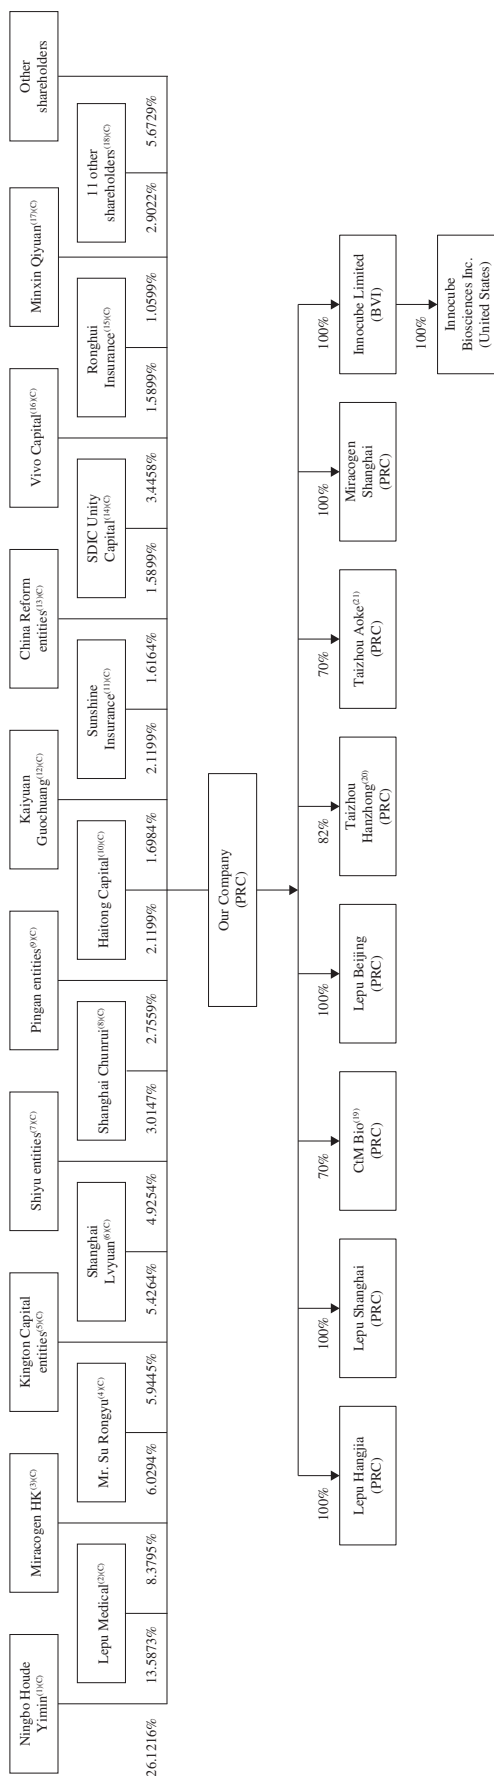 Ningbo Houde
Yimin(1)(C)
Miracogen HK(3)(C)
Kington Capital
entities(5)(C)
Shiyu entities(7)(C)
Pingan entities(9)(C)
Kaiyuan
Guochuang(12)(C)
China Reform
entities(13)(C)
Vivo Capital(16)(C)
Minxin Qiyuan(17)(C)
Other
shareholders
Lepu Medical(2)(C)
Mr. Su Rongyu(4)(C)
Shanghai
Lvyuan(6)(C)
Shanghai Chunrui(8)(C)
Haitong Capital(10)(C)
Sunshine
Insurance(11)(C)
SDIC Unity
Capital(14)(C)
Ronghui
Insurance(15)(C)
11 other
shareholders(18)(C)
26.1216%
13.5873%
8.3795%
6.0294%
5.9445%
5.4264%
4.9254%
3.0147%
2.7559%
2.1199%
1.6984%
2.1199%
1.6164%
1.5899%
3.4458%
1.5899%
1.0599%
2.9022%
5.6729%
Our Company
(PRC)
100%
100%
70%
100%
82%
70%
100%
100%
Lepu Hangjia
(PRC)
Lepu Shanghai
(PRC)
CtM Bio(19)
(PRC)
Lepu Beijing
(PRC)
Taizhou
Hanzhong(20)
(PRC)
Taizhou Aoke(21)
(PRC)
Miracogen
Shanghai
(PRC)
Innocube Limited
(BVI)
100%
Innocube
Biosciences Inc.
(United States)